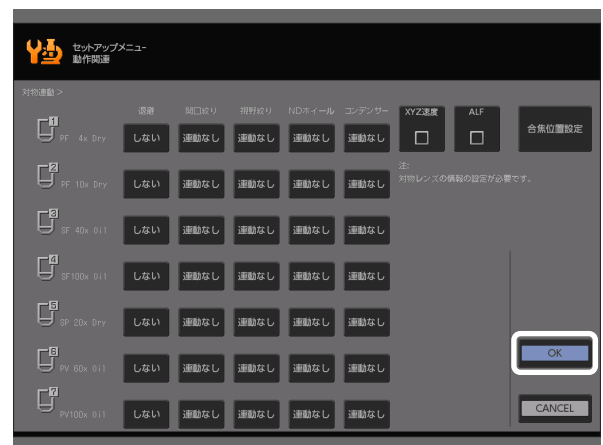 セットアップメニュー
動作関連
対物連動 >
退避 開口絞り 視野絞り NDホイール コンデンサー XYZ速度 ALF 合焦位置設定
1 PF 4x Dry しない 連動なし 連動なし 連動なし 連動なし
注:
対物レンズの情報の設定が必要です。
2 PF 10x Dry しない 連動なし 連動なし 連動なし 連動なし
3 SF 40x Oil しない 連動なし 連動なし 連動なし 連動なし
4 SF100x Oil しない 連動なし 連動なし 連動なし 連動なし
5 SP 20x Dry しない 連動なし 連動なし 連動なし 連動なし
6 PV 60x Oil しない 連動なし 連動なし 連動なし 連動なし
OK
7 PV100x Oil しない 連動なし 連動なし 連動なし 連動なし
CANCEL